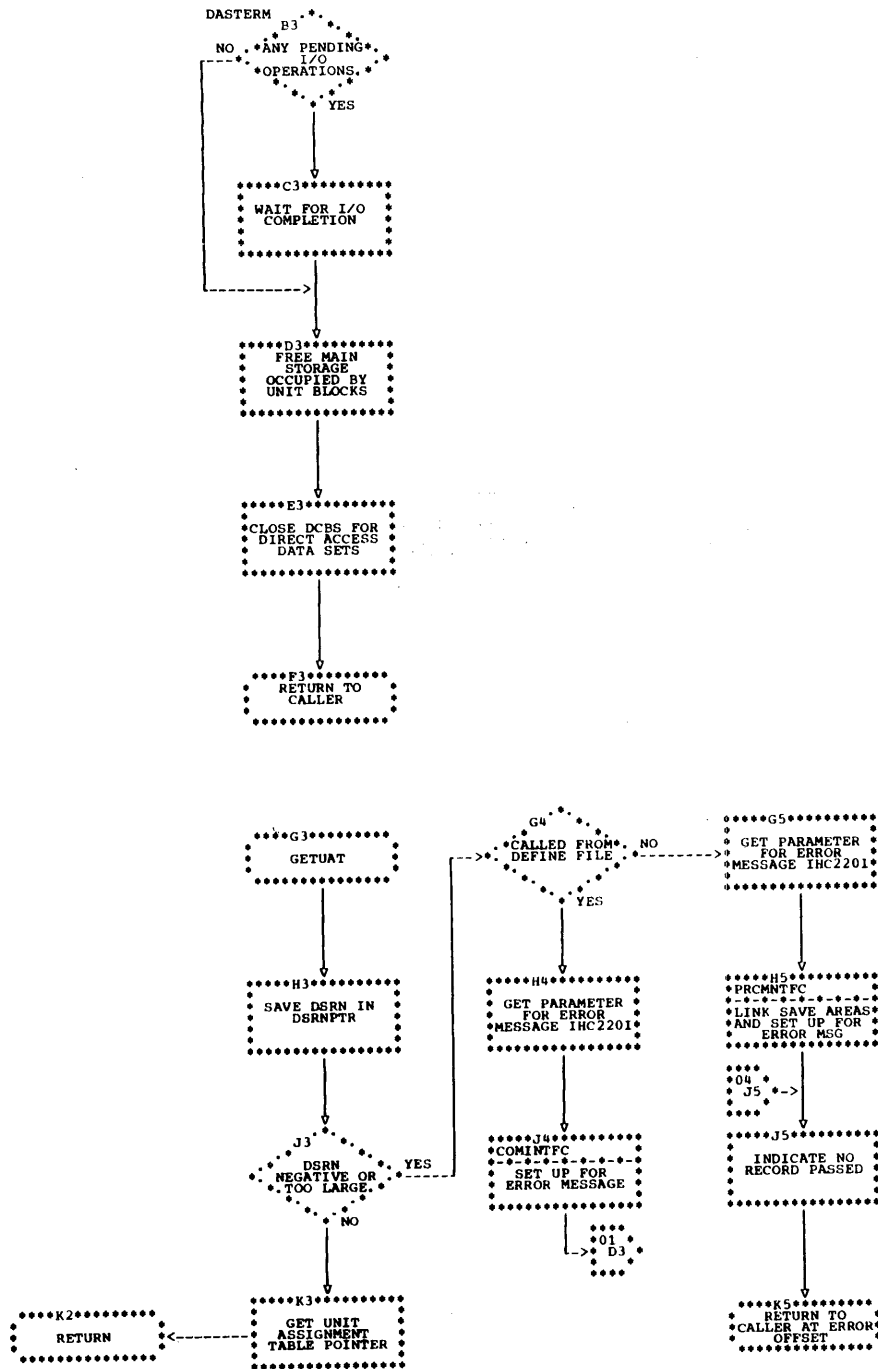 DASTERM
B3
NO
ANY PENDING
I/O
OPERATIONS.
YES
C3
WAIT FOR I/O
COMPLETION
D3
FREE MAIN
STORAGE
OCCUPIED BY
UNIT BLOCKS
E3
CLOSE DCBS FOR
DIRECT ACCESS
DATA SETS
F3
RETURN TO
CALLER
G3
GETUAT
G4
CALLED FROM
DEFINE FILE
NO
YES
G5
GET PARAMETER
FOR ERROR
MESSAGE IHC220I
H3
SAVE DSRN IN
DSRNPTR
H4
GET PARAMETER
FOR ERROR
MESSAGE IHC220I
H5
PRCMNTFC
LINK SAVE AREAS
AND SET UP FOR
ERROR MSG
04
J5
J3
DSRN
NEGATIVE OR
TOO LARGE.
YES
NO
J4
COMINTFC
SET UP FOR
ERROR MESSAGE
J5
INDICATE NO
RECORD PASSED
01
D3
K2
RETURN
K3
GET UNIT
ASSIGNMENT
TABLE POINTER
K5
RETURN TO
CALLER AT ERROR
OFFSET